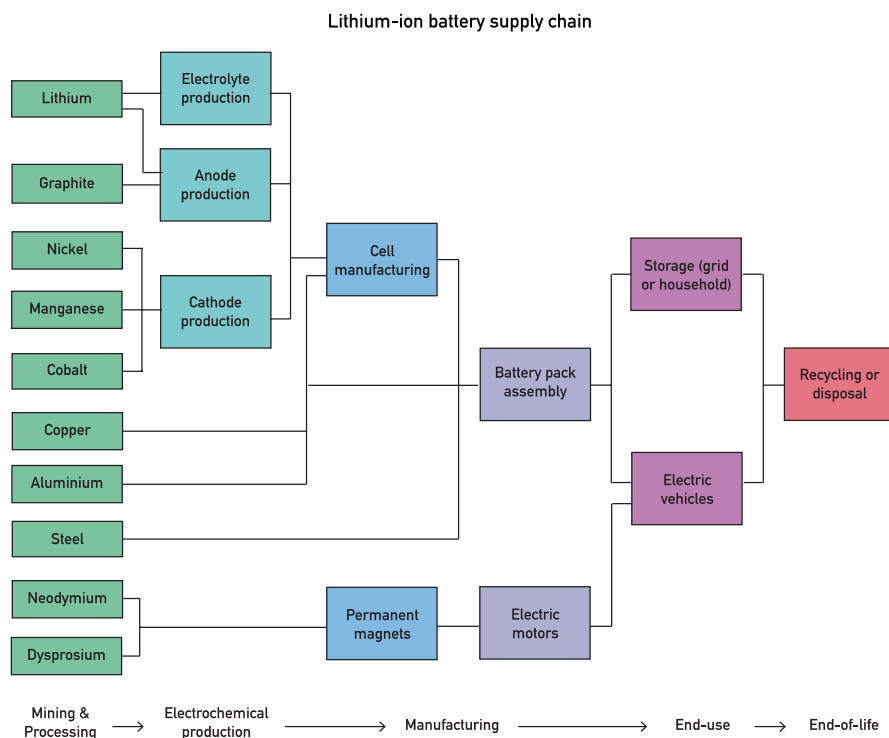 Lithium-ion battery supply chain
Lithium
Electrolyte
production
Graphite
Anode
production
Nickel
Manganese
Cobalt
Cathode
production
Copper
Aluminium
Steel
Neodymium
Dysprosium
Cell
manufacturing
Permanent
magnets
Battery pack
assembly
Electric
motors
Storage (grid
or household)
Electric
vehicles
Recycling or
disposal
Mining &
Processing
Electrochemical
production
Manufacturing
End-use
End-of-life